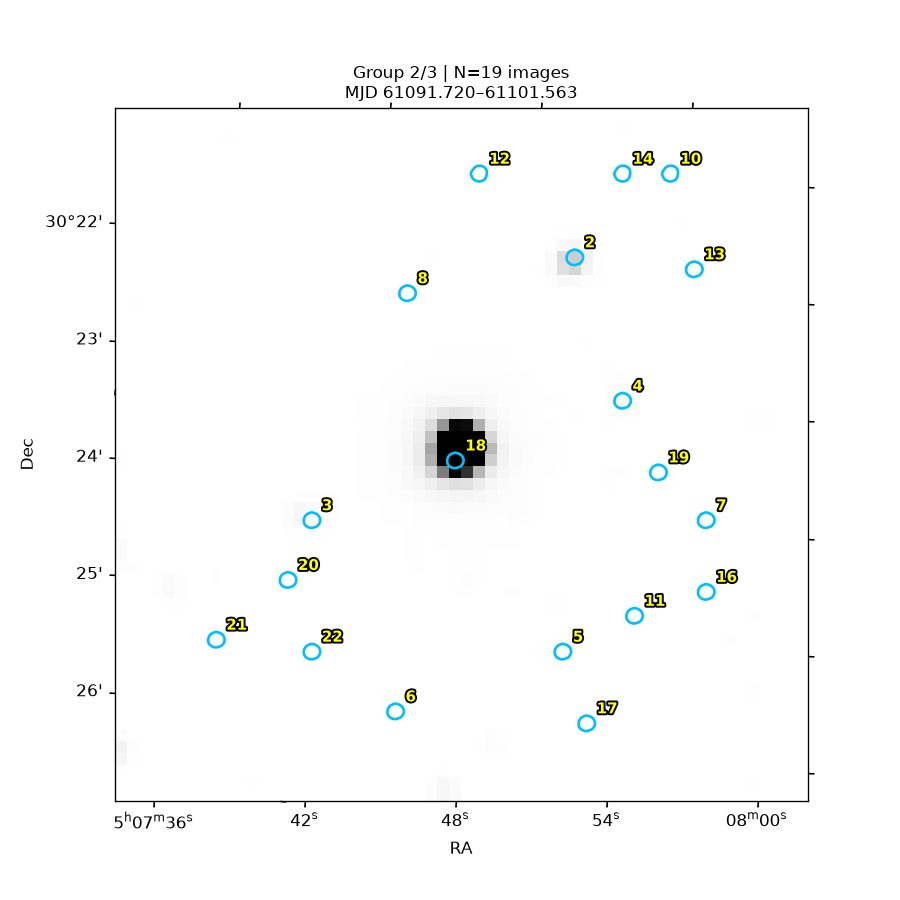 Group 2/3 | N=19 images
MJD 61091.720–61101.563
12
14
10
30°22'
2
13
8
23'
4
Dec
24'
18
19
3
7
25'
20
16
11
21
22
5
26'
6
17
5ʰ07ᵐ36ˢ
42ˢ
48ˢ
54ˢ
08ᵐ00ˢ
RA